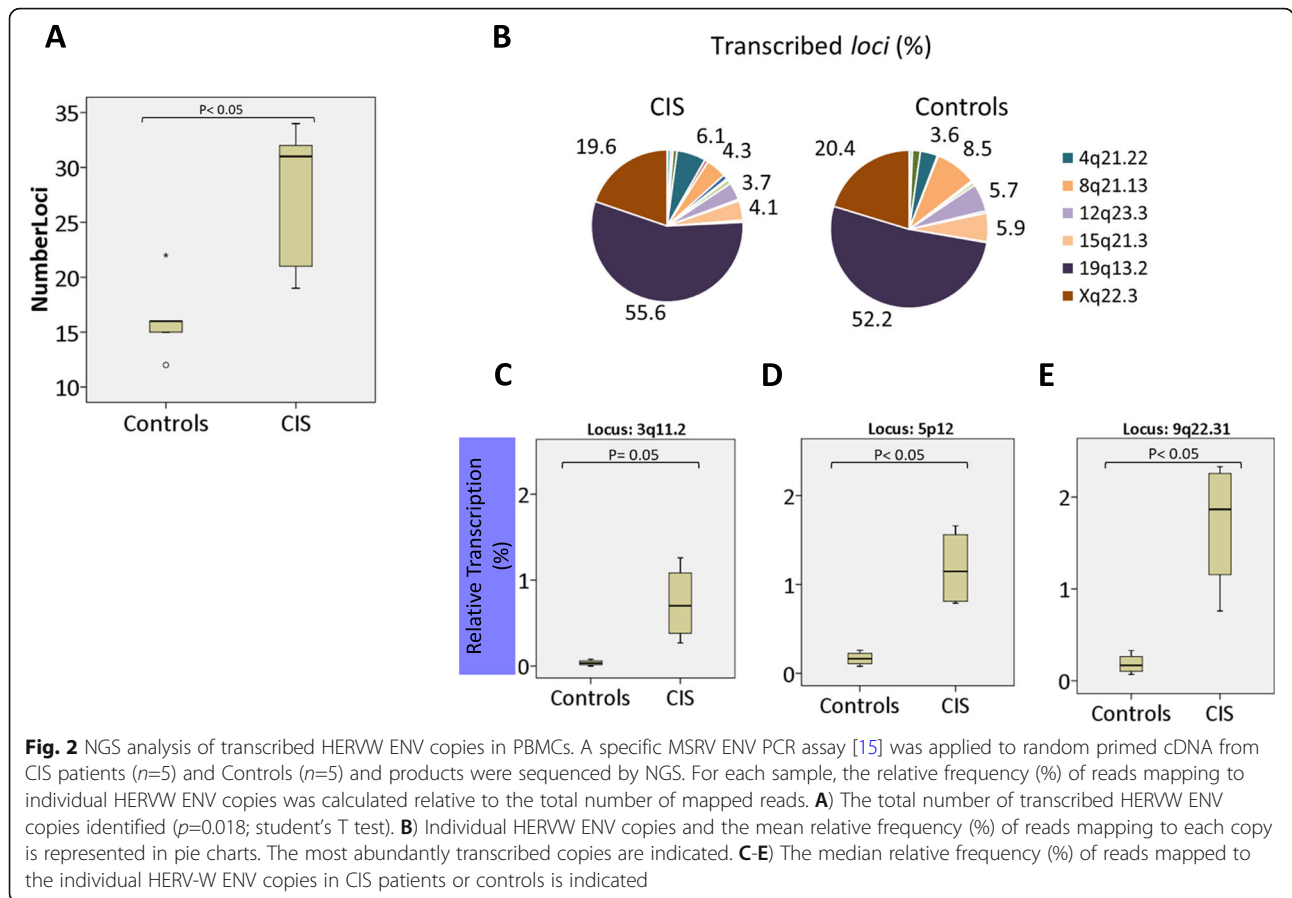 A
NumberLoci
35
30
25
20
15
10
P< 0.05
*
Controls
CIS
B
Transcribed loci (%)
CIS
19.6
6.1
4.3
3.7
4.1
55.6
Controls
20.4
3.6
8.5
5.7
5.9
52.2
4q21.22
8q21.13
12q23.3
15q21.3
19q13.2
Xq22.3
Relative Transcription
(%)
C
Locus: 3q11.2
P= 0.05
2
1
0
Controls
CIS
D
Locus: 5p12
P< 0.05
2
1
0
Controls
CIS
E
Locus: 9q22.31
P< 0.05
2
1
0
Controls
CIS
Fig. 2 NGS analysis of transcribed HERVW ENV copies in PBMCs. A specific MSRV ENV PCR assay [15] was applied to random primed cDNA from
CIS patients (n=5) and Controls (n=5) and products were sequenced by NGS. For each sample, the relative frequency (%) of reads mapping to
individual HERVW ENV copies was calculated relative to the total number of mapped reads. A) The total number of transcribed HERVW ENV
copies identified (p=0.018; student's T test). B) Individual HERVW ENV copies and the mean relative frequency (%) of reads mapping to each copy
is represented in pie charts. The most abundantly transcribed copies are indicated. C-E) The median relative frequency (%) of reads mapped to
the individual HERV-W ENV copies in CIS patients or controls is indicated